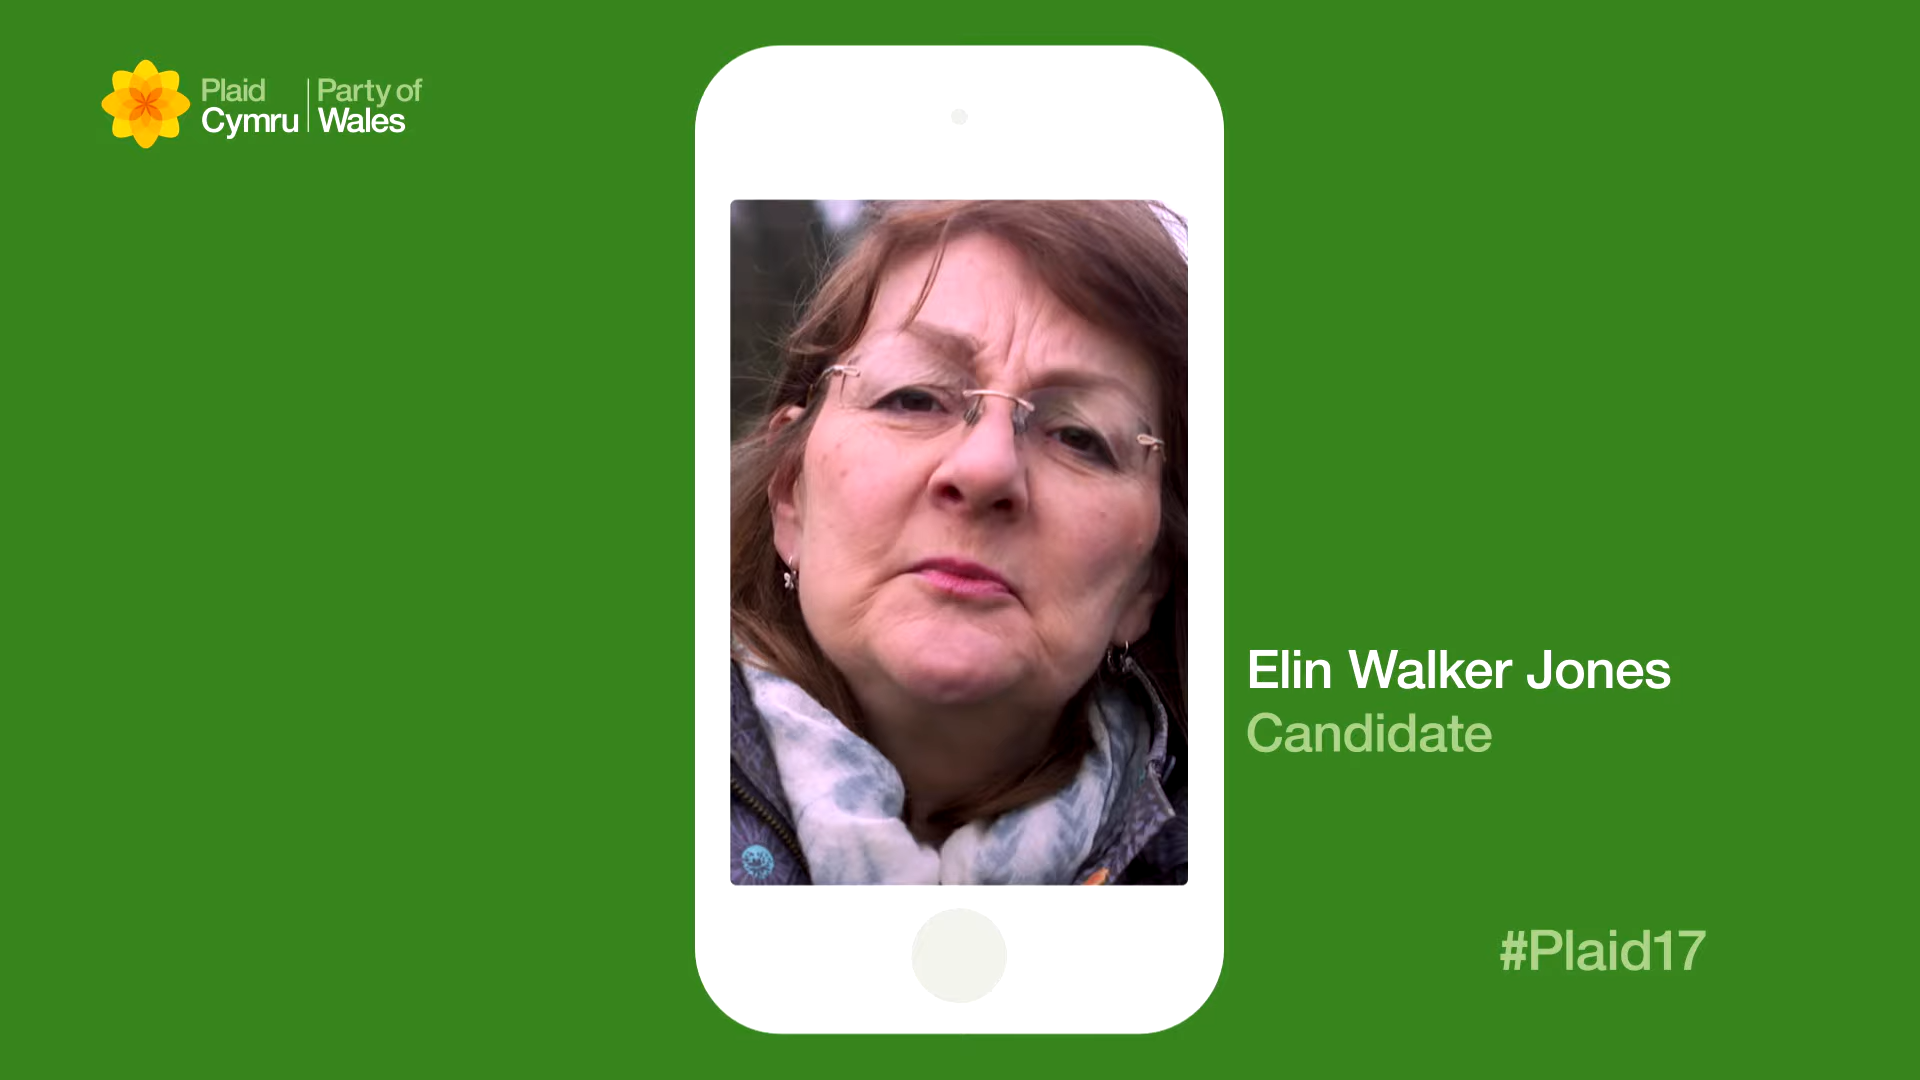 Plaid
Cymru
Party of
Wales
Elin Walker Jones
Candidate
#Plaid17